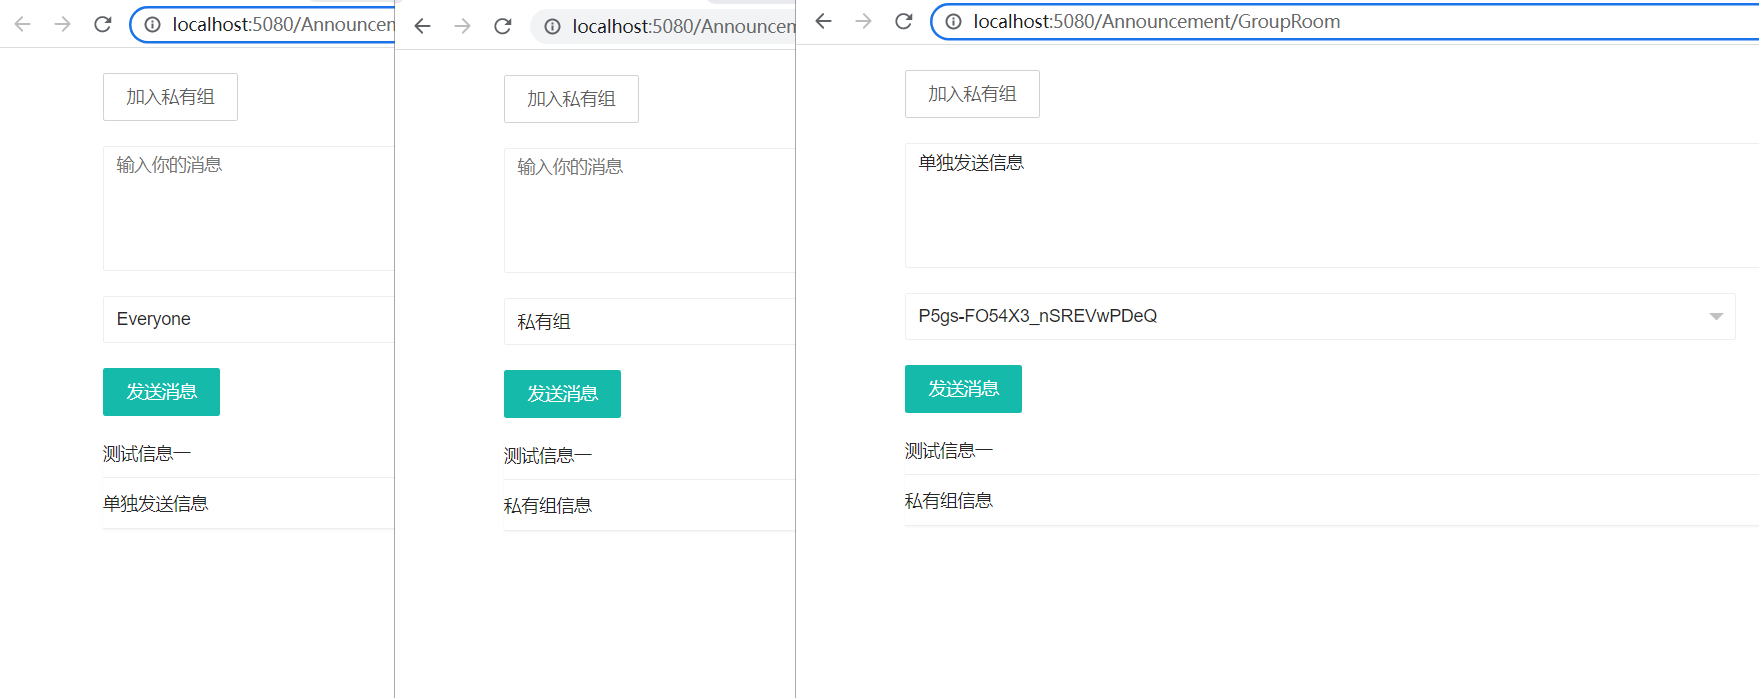 localhost:5080/Announcen
加入私有组
输入你的消息
Everyone
发送消息
测试信息一
单独发送信息
localhost:5080/Announcem
加入私有组
输入你的消息
私有组
发送消息
测试信息一
私有组信息
localhost:5080/Announcement/GroupRoom
加入私有组
单独发送信息
P5gs-FO54X3_nSREVwPDeQ
发送消息
测试信息一
私有组信息